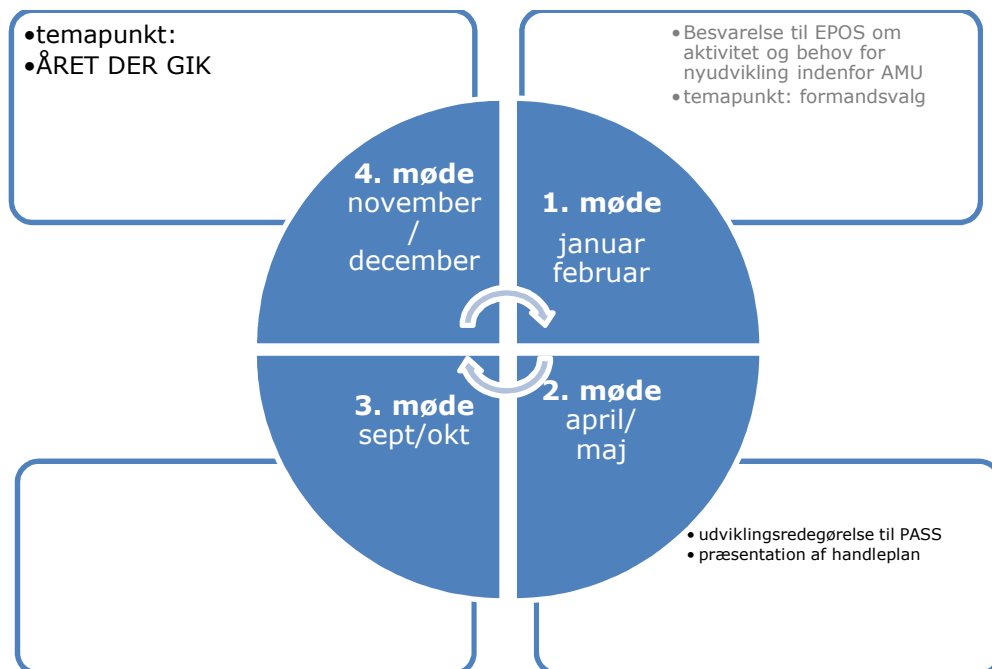 •temapunkt:
•ÅRET DER GIK
•Besvarelse til EPOS om
aktivitet og behov for
nyudvikling indenfor AMU
•temapunkt: formandsvalg
4. møde
november
/
december
1. møde
januar
februar
3. møde
sept/okt
2. møde
april/
maj
•udviklingsredegørelse til PASS
•præsentation af handleplan